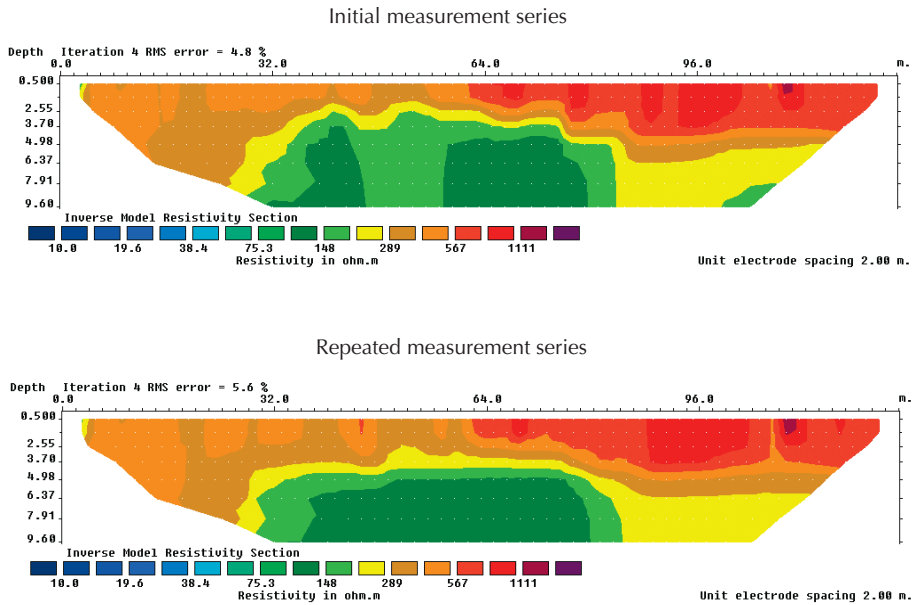 Initial measurement series
Depth Iteration 4 RMS error = 4.8 %
0.0 32.0 64.0 96.0 m.
0.500
2.55
3.70
4.98
6.37
7.91
9.60
Inverse Model Resistivity Section
10.0 19.6 38.4 75.3 148 289 567 1111
Resistivity in ohm.m Unit electrode spacing 2.00 m.
Repeated measurement series
Depth Iteration 4 RMS error = 5.6 %
0.0 32.0 64.0 96.0 m.
0.500
2.55
3.70
4.98
6.37
7.91
9.60
Inverse Model Resistivity Section
10.0 19.6 38.4 75.3 148 289 567 1111
Resistivity in ohm.m Unit electrode spacing 2.00 m.